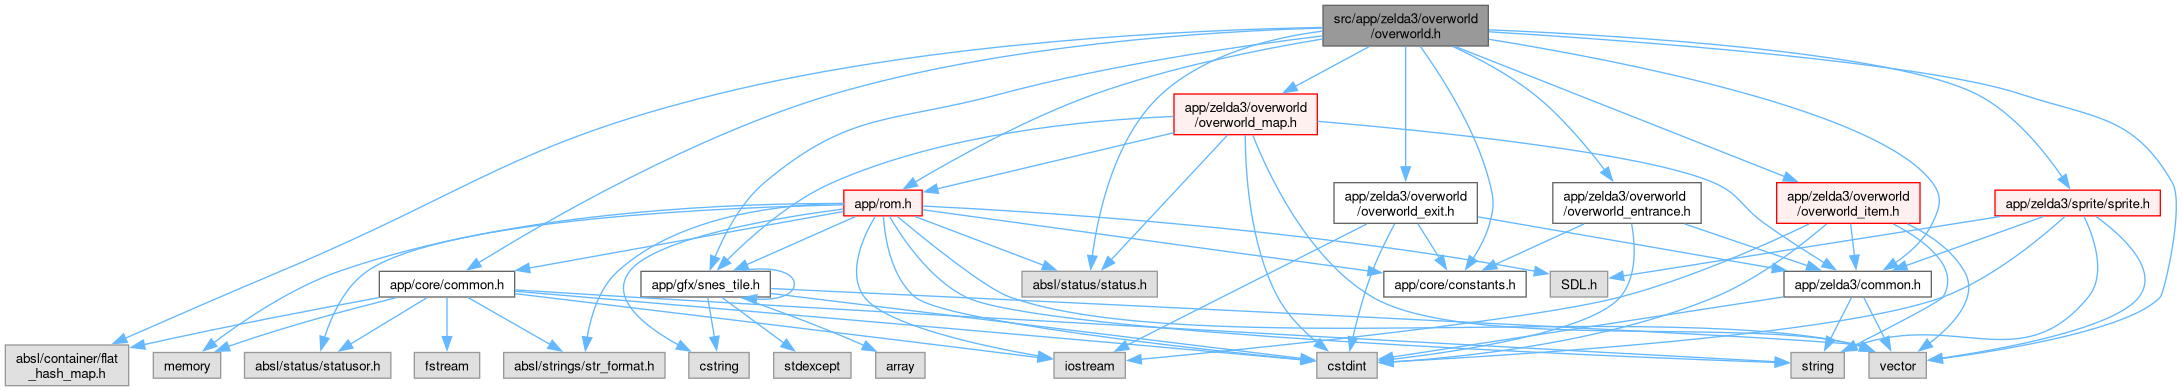 src/app/zelda3/overworld
/overworld.h
app/zelda3/overworld
/overworld_map.h
app/rom.h
app/zelda3/overworld
/overworld_exit.h
app/zelda3/overworld
/overworld_entrance.h
app/zelda3/overworld
/overworld_item.h
app/zelda3/sprite/sprite.h
app/core/common.h
app/gfx/snes_tile.h
absl/status/status.h
app/core/constants.h
SDL.h
app/zelda3/common.h
absl/container/flat
_hash_map.h
memory
absl/status/statusor.h
fstream
absl/strings/str_format.h
cstring
stdexcept
array
iostream
cstdint
string
vector